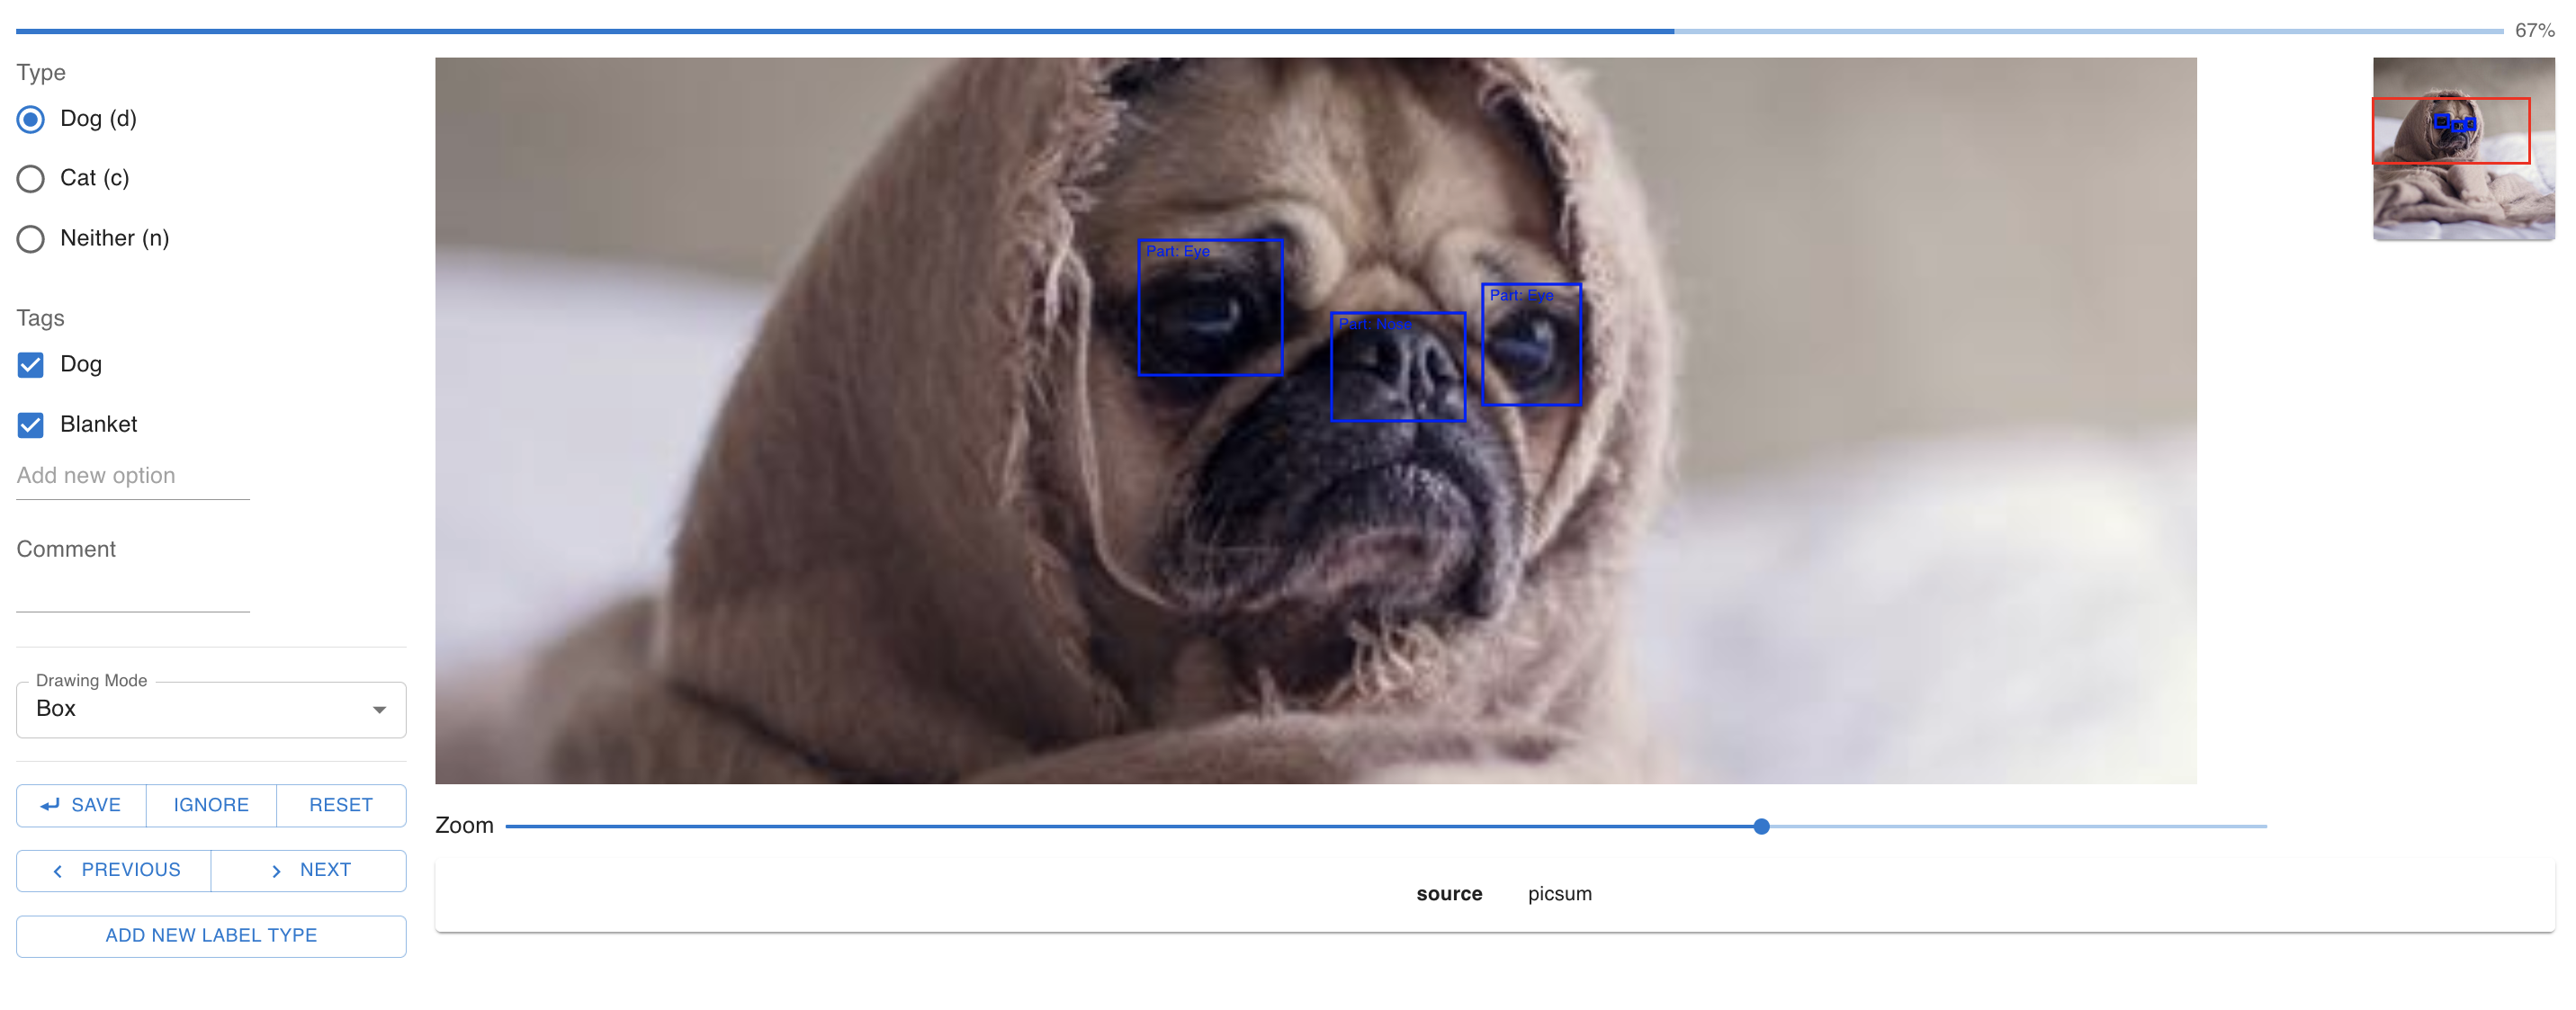 67%
Type
Dog (d)
Cat (c)
Neither (n)
Tags
Dog
Blanket
Add new option
Comment
Drawing Mode
Box
SAVE IGNORE RESET
PREVIOUS NEXT
ADD NEW LABEL TYPE
Part: Eye
Part: Eye
Part: Nose
Zoom
source picsum